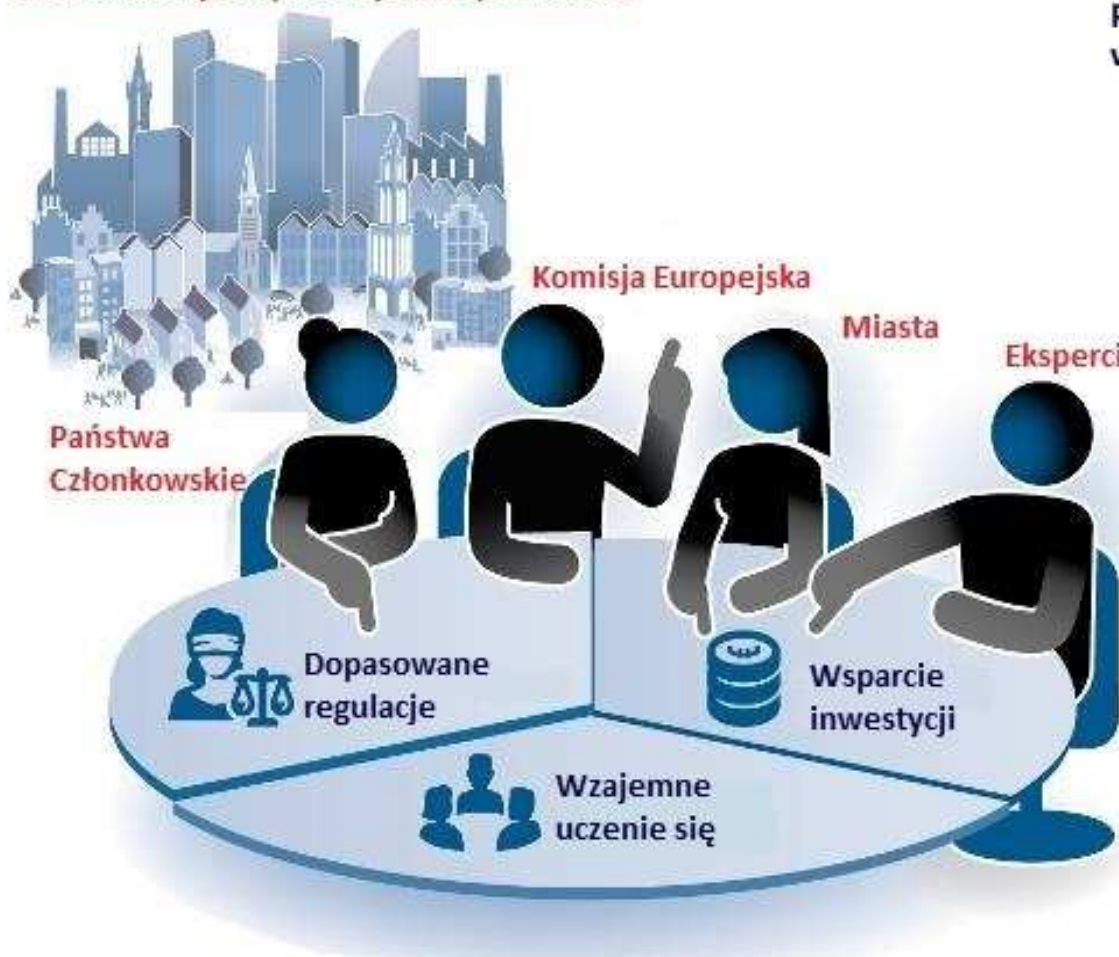 Komisja Europejska
Miasta
Eksperci
Państwa
Członkowskie
Dopasowane
regulacje
Wsparcie
inwestycji
Wzajemne
uczenie się